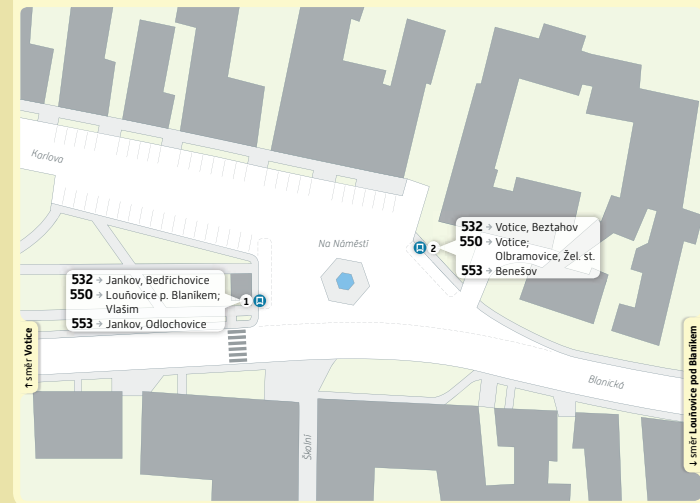 Karlova
Na Náměstí
532 → Votice, Beztahov
550 → Votice;
Olbramovice, Žel. st.
553 → Benešov
2
532 → Jankov, Bedřichovice
550 → Louňovice p. Blaníkem;
Vlašim
553 → Jankov, Odlochovice
1
↑ směr Votice
↓ směr Louňovice pod Blaníkem
Blanická
Školní